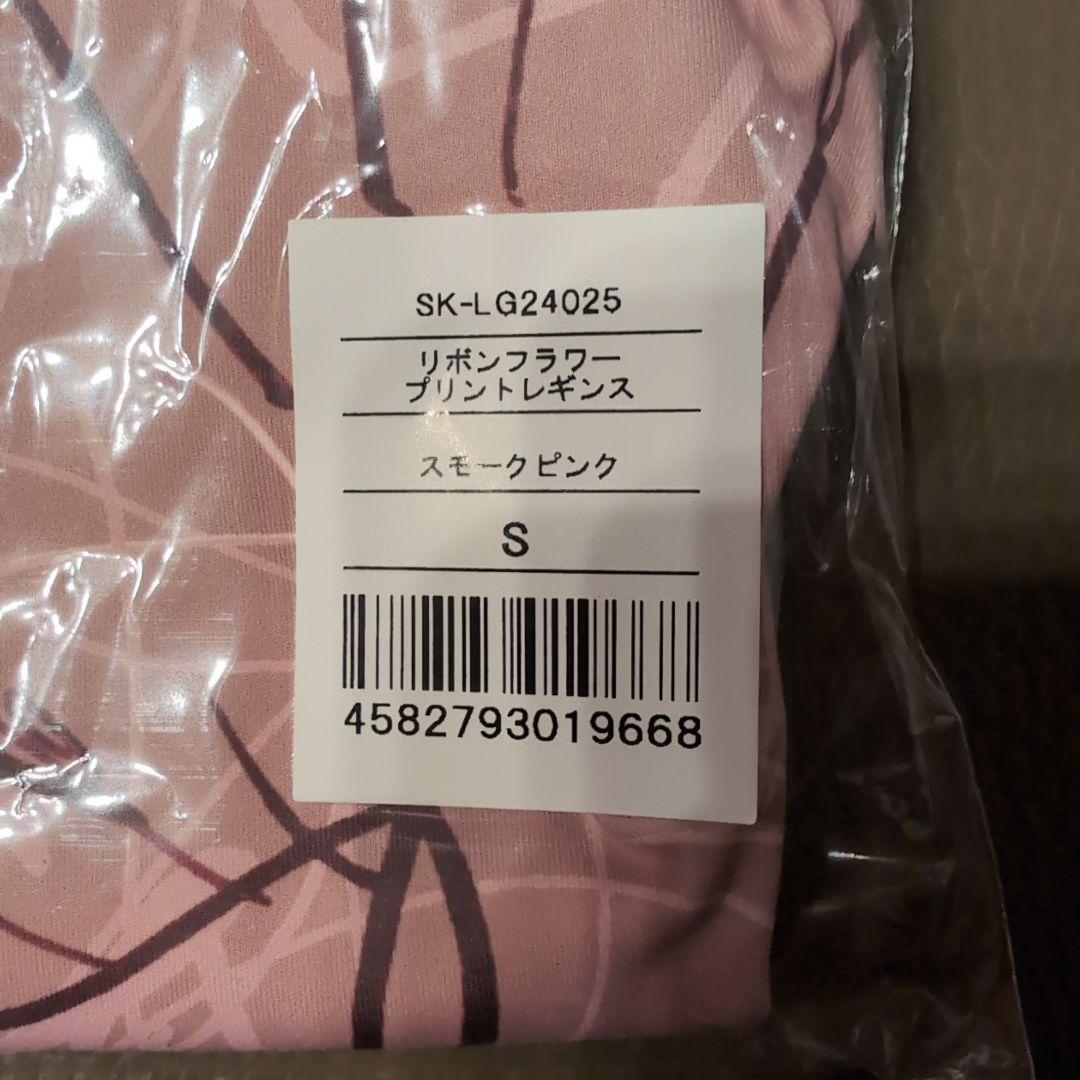 SK-LG24025
リボンフラワー
プリントレギンス
スモークピンク
S
4582793019668